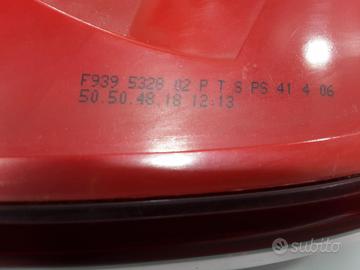 F939 5328 02 P T S PS 41 4 06
50.50.48.18 12:13
subito